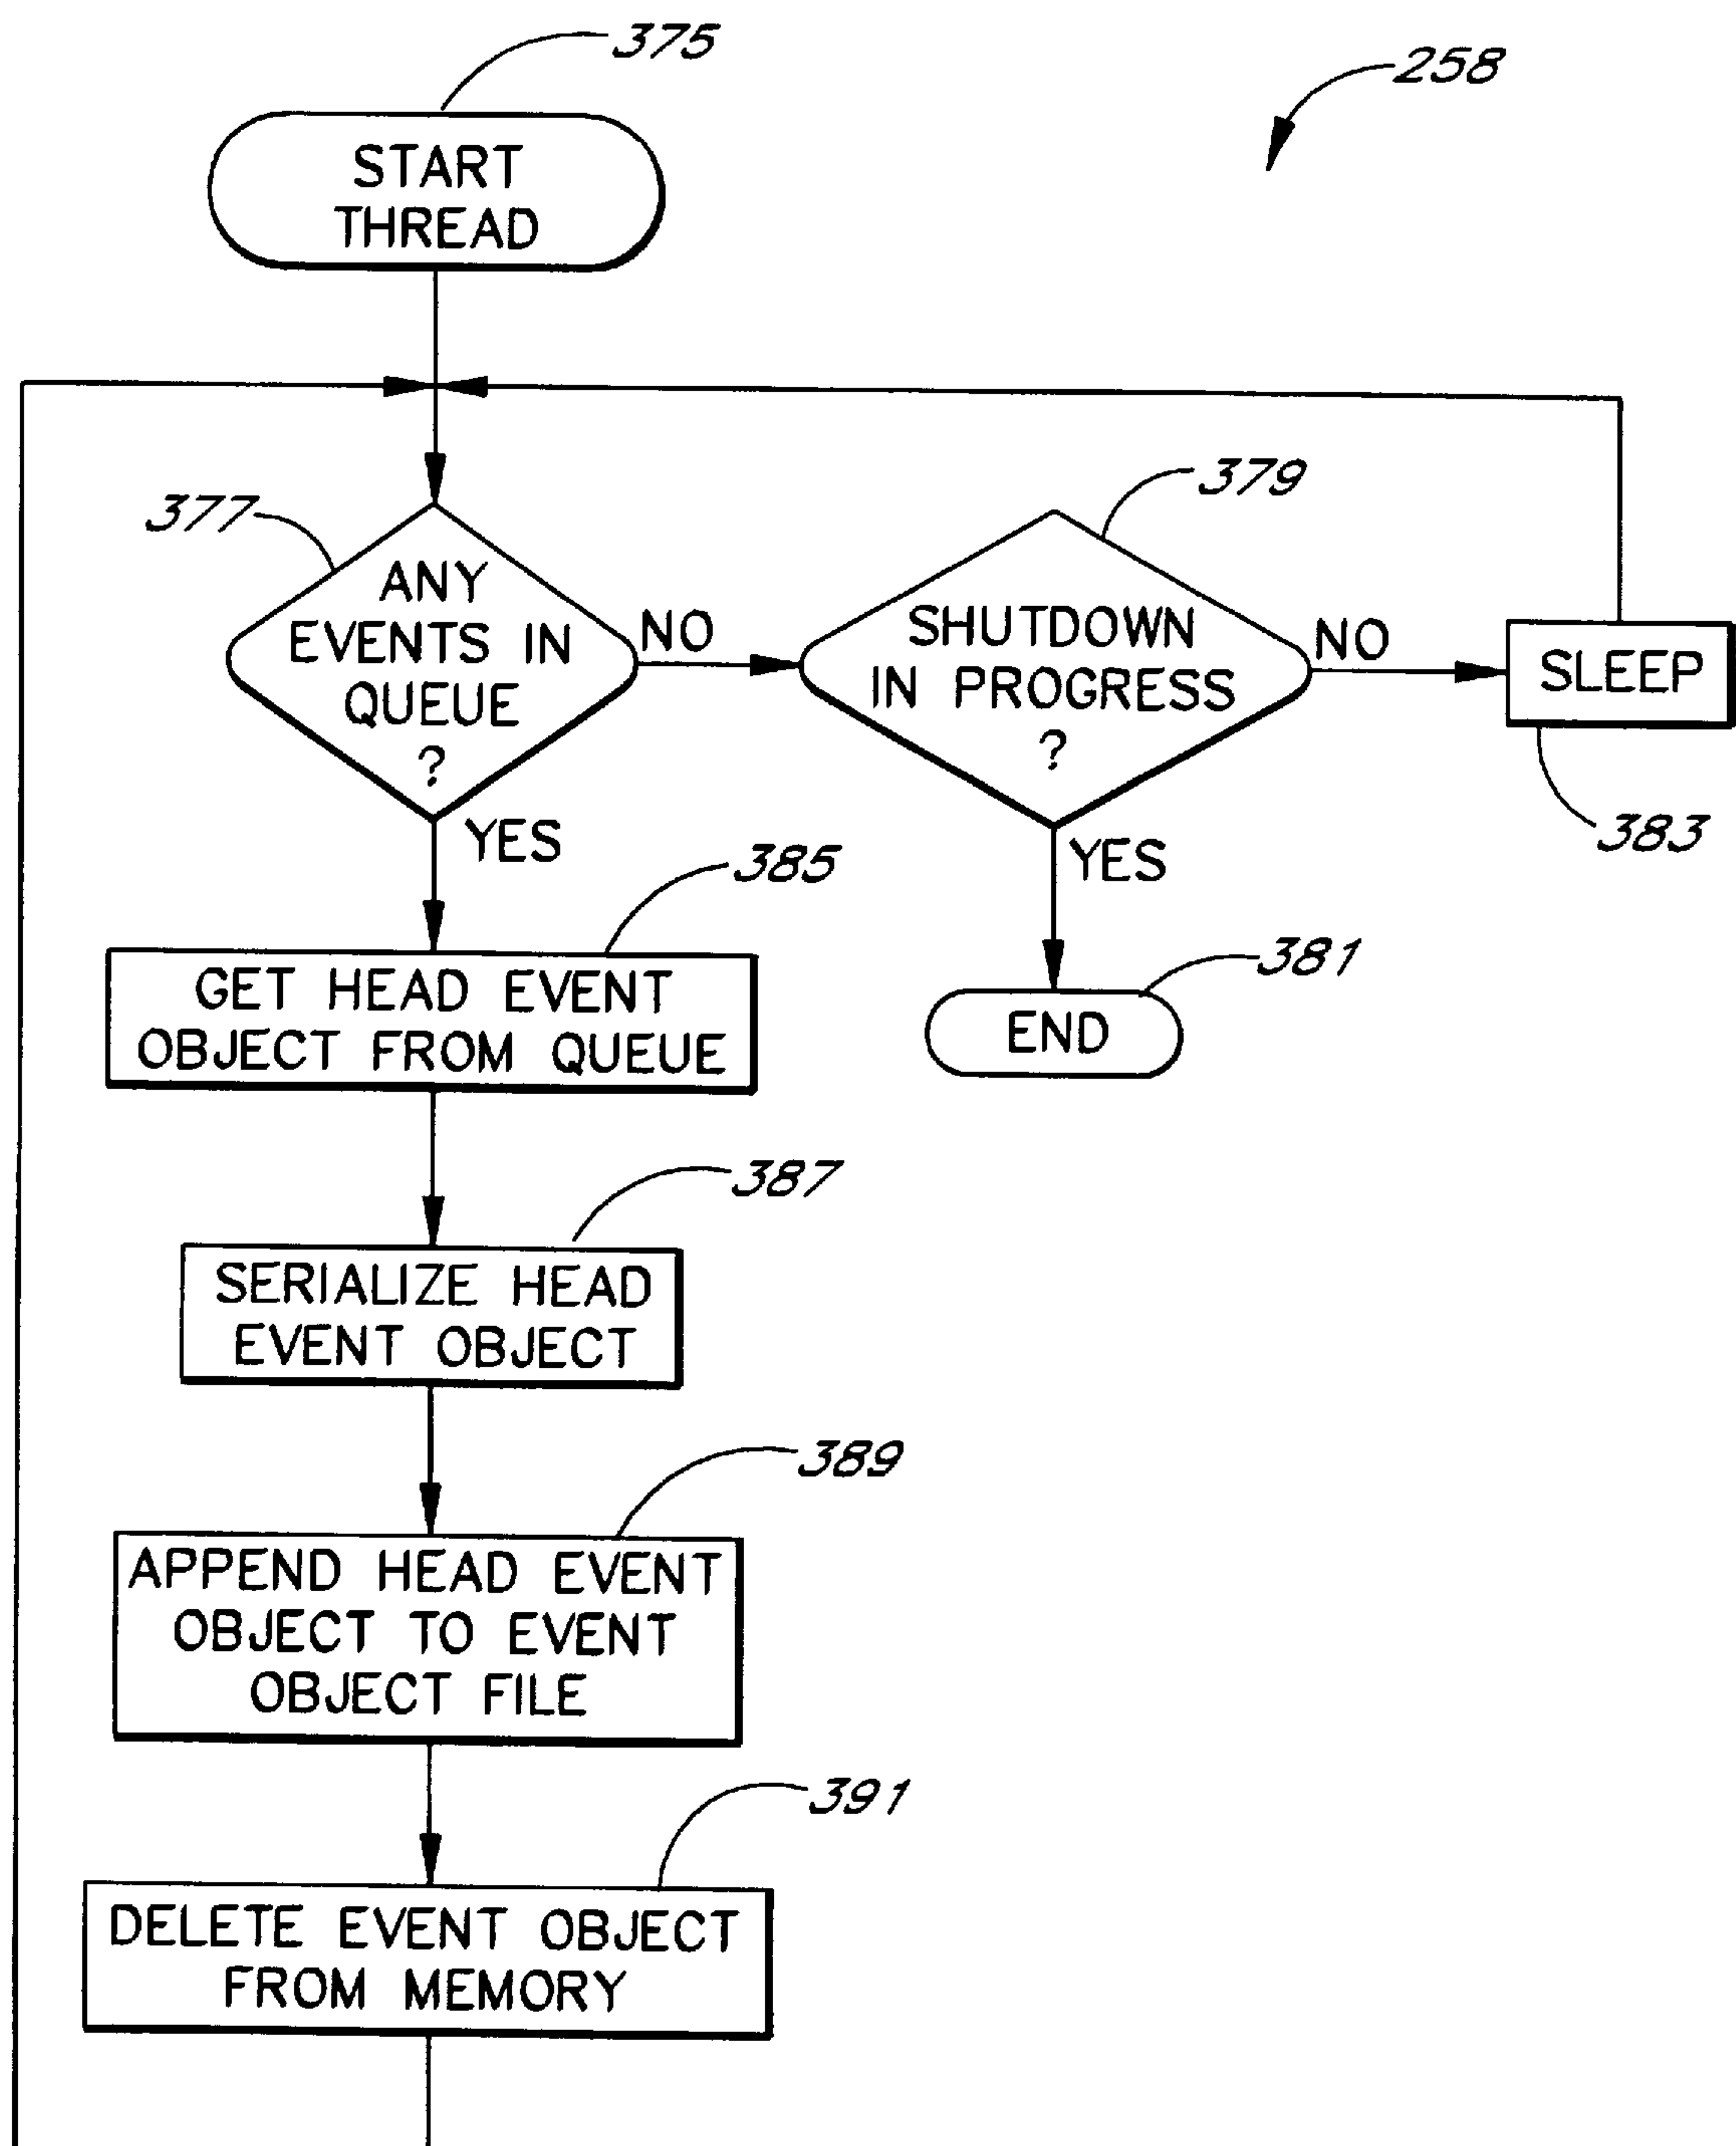 375
258
START
THREAD
377
ANY
EVENTS IN
QUEUE
?
NO
379
SHUTDOWN
IN PROGRESS
?
NO
SLEEP
383
YES
YES
385
GET HEAD EVENT
OBJECT FROM QUEUE
381
END
387
SERIALIZE HEAD
EVENT OBJECT
389
APPEND HEAD EVENT
OBJECT TO EVENT
OBJECT FILE
391
DELETE EVENT OBJECT
FROM MEMORY